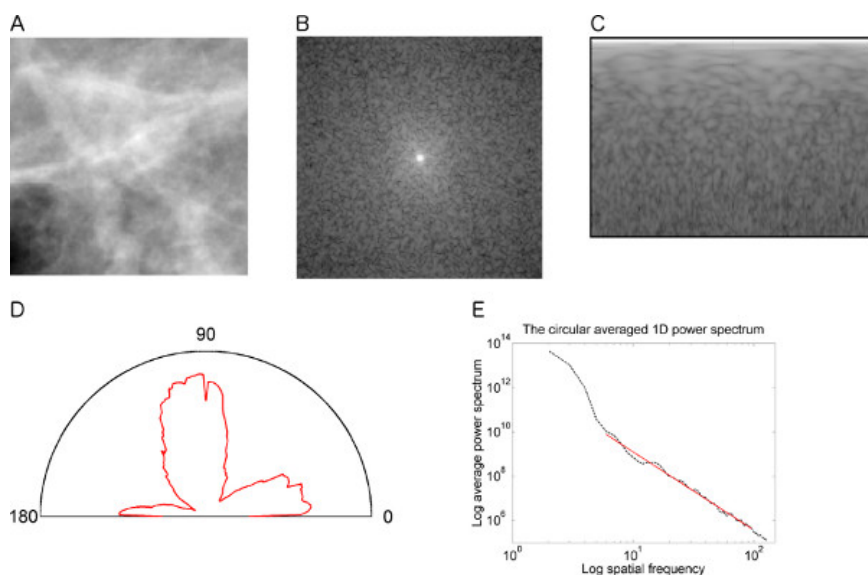 A
B
C
D
90
180
0
E
The circular averaged 1D power spectrum
Log average power spectrum
10^14
10^12
10^10
10^8
10^6
10^0
10^1
10^2
Log spatial frequency